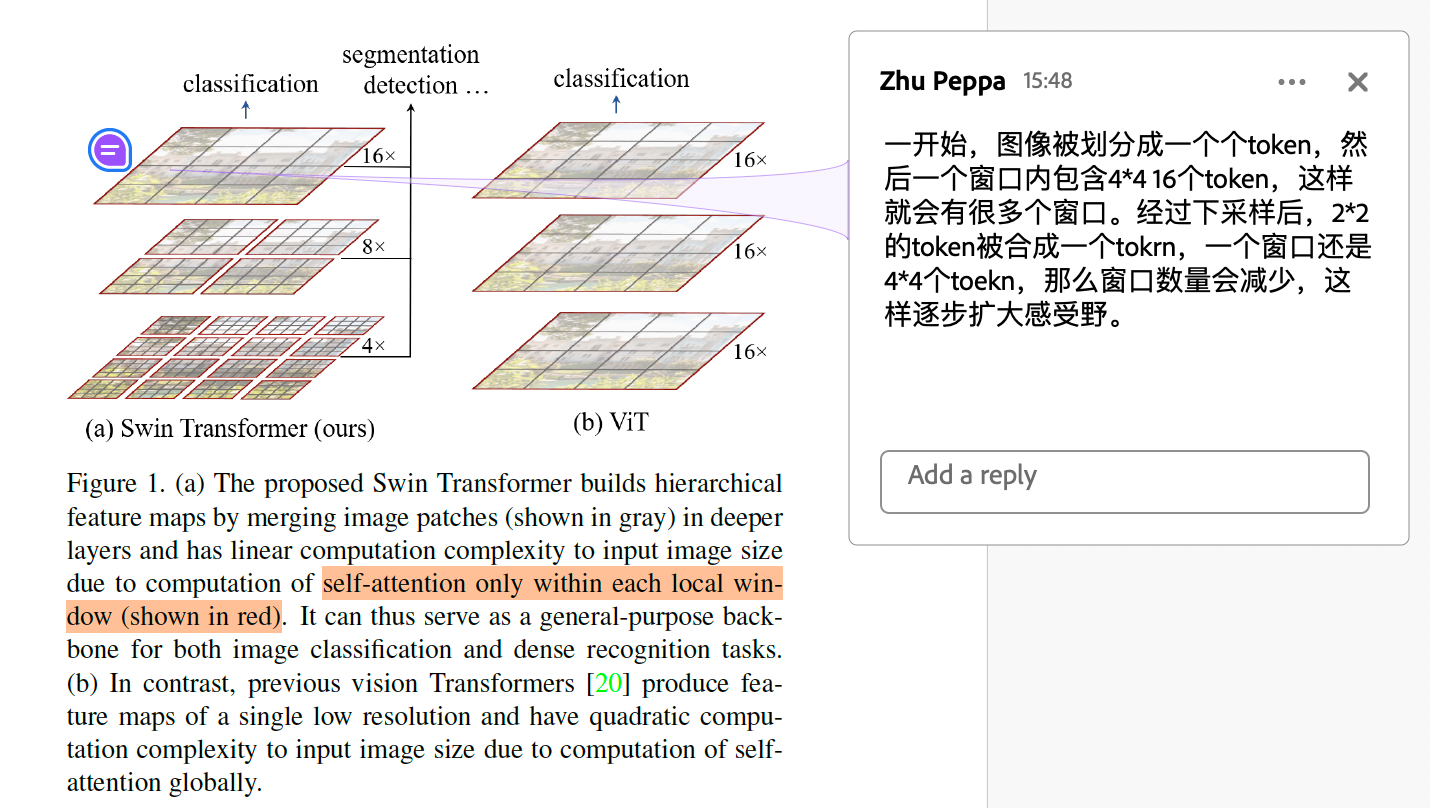 segmentation
classification
detection …
classification
16×
8×
4×
16×
16×
16×
(a) Swin Transformer (ours)
(b) ViT
Figure 1. (a) The proposed Swin Transformer builds hierarchical
feature maps by merging image patches (shown in gray) in deeper
layers and has linear computation complexity to input image size
due to computation of self-attention only within each local win-
dow (shown in red). It can thus serve as a general-purpose back-
bone for both image classification and dense recognition tasks.
(b) In contrast, previous vision Transformers [20] produce fea-
ture maps of a single low resolution and have quadratic compu-
tation complexity to input image size due to computation of self-
attention globally.
Zhu Peppa 15:48
一开始，图像被划分成一个个token，然
后一个窗口内包含4*4 16个token，这样
就会有很多个窗口。经过下采样后，2*2
的token被合成一个tokrn，一个窗口还是
4*4个toekn，那么窗口数量会减少，这
样逐步扩大感受野。
Add a reply